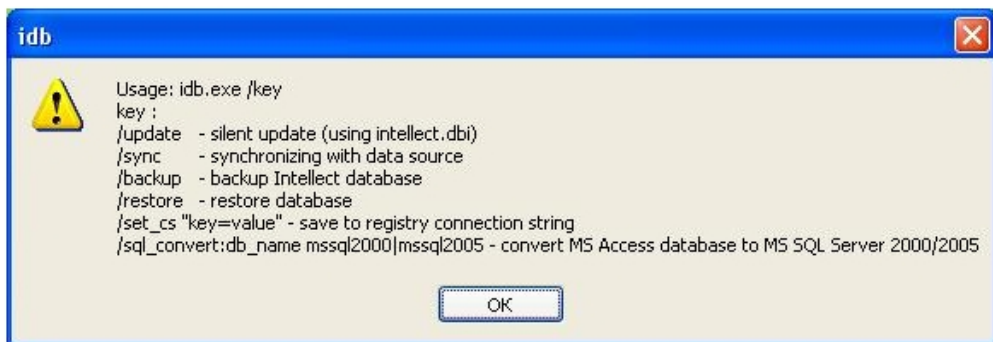 idb
Usage: idb.exe /key
key :
/update - silent update (using intellect.dbi)
/sync - synchronizing with data source
/backup - backup Intellect database
/restore - restore database
/set_cs "key=value" - save to registry connection string
/sql_convert:db_name mssql2000|mssql2005 - convert MS Access database to MS SQL Server 2000/2005
OK